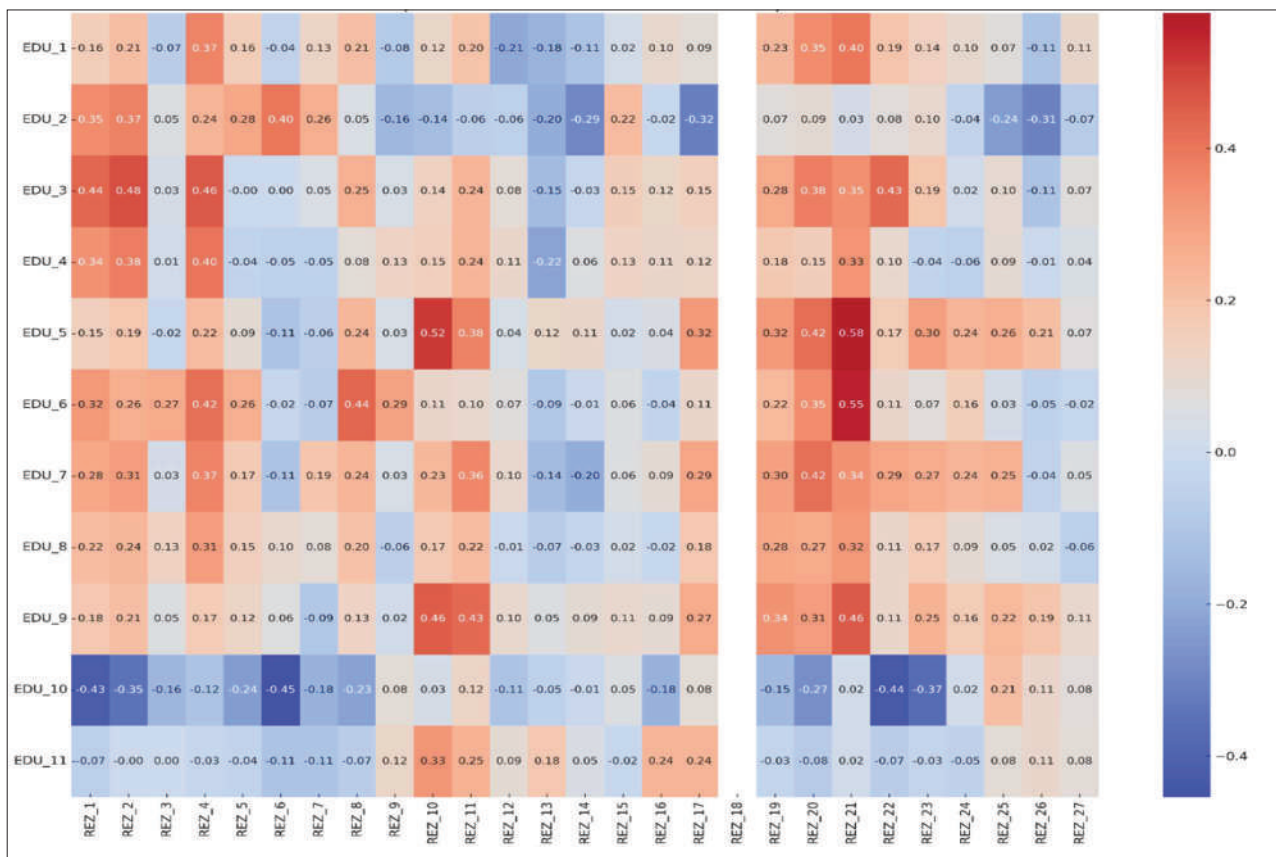 EDU_1 0.16 0.21 -0.07 0.37 0.16 -0.04 0.13 0.21 -0.08 0.12 0.20 -0.21 -0.18 -0.11 0.02 0.10 0.09 0.23 0.35 0.40 0.19 0.14 0.10 0.07 -0.11 0.11
EDU_2 0.35 0.37 0.05 0.24 0.28 0.40 0.26 0.05 -0.16 -0.14 -0.06 -0.06 -0.20 -0.29 0.22 -0.02 -0.32 0.07 0.09 0.03 0.08 0.10 -0.04 -0.24 -0.31 -0.07
0.4
EDU_3 0.44 0.48 0.03 0.46 -0.00 0.00 0.05 0.25 0.03 0.14 0.24 0.08 -0.15 -0.03 0.15 0.12 0.15 0.28 0.38 0.35 0.43 0.19 0.02 0.10 -0.11 0.07
EDU_4 0.34 0.38 0.01 0.40 -0.04 -0.05 -0.05 0.08 0.13 0.15 0.24 0.11 -0.22 0.06 0.13 0.11 0.12 0.18 0.15 0.33 0.10 -0.04 -0.06 0.09 -0.01 0.04
0.2
EDU_5 0.15 0.19 -0.02 0.22 0.09 -0.11 -0.06 0.24 0.03 0.52 0.38 0.04 0.12 0.11 0.02 0.04 0.32 0.32 0.42 0.58 0.17 0.30 0.24 0.26 0.21 0.07
EDU_6 0.32 0.26 0.27 0.42 0.26 -0.02 -0.07 0.44 0.29 0.11 0.10 0.07 -0.09 -0.01 0.06 -0.04 0.11 0.22 0.35 0.55 0.11 0.07 0.16 0.03 -0.05 -0.02
0.0
EDU_7 0.28 0.31 0.03 0.37 0.17 -0.11 0.19 0.24 0.03 0.23 0.36 0.10 -0.14 -0.20 0.06 0.09 0.29 0.30 0.42 0.34 0.29 0.27 0.24 0.25 -0.04 0.05
EDU_8 0.22 0.24 0.13 0.31 0.15 0.10 0.08 0.20 -0.06 0.17 0.22 -0.01 -0.07 -0.03 0.02 -0.02 0.18 0.28 0.27 0.32 0.11 0.17 0.09 0.05 0.02 -0.06
-0.2
EDU_9 0.18 0.21 0.05 0.17 0.12 0.06 -0.09 0.13 0.02 0.46 0.43 0.10 0.05 0.09 0.11 0.09 0.27 0.34 0.31 0.46 0.11 0.25 0.16 0.22 0.19 0.11
EDU_10 -0.43 -0.35 -0.16 -0.12 -0.24 -0.45 -0.18 -0.23 0.08 0.03 0.12 -0.11 -0.05 -0.01 0.05 -0.18 0.08 -0.15 -0.27 0.02 -0.44 -0.37 0.02 0.21 0.11 0.08
EDU_11 -0.07 -0.00 0.00 -0.03 -0.04 -0.11 -0.11 -0.07 0.12 0.33 0.25 0.09 0.18 0.05 -0.02 0.24 0.24 -0.03 -0.08 0.02 -0.07 -0.03 -0.05 0.08 0.11 0.08
-0.4
REZ_1 REZ_2 REZ_3 REZ_4 REZ_5 REZ_6 REZ_7 REZ_8 REZ_9 REZ_10 REZ_11 REZ_12 REZ_13 REZ_14 REZ_15 REZ_16 REZ_17 REZ_18 REZ_19 REZ_20 REZ_21 REZ_22 REZ_23 REZ_24 REZ_25 REZ_26 REZ_27